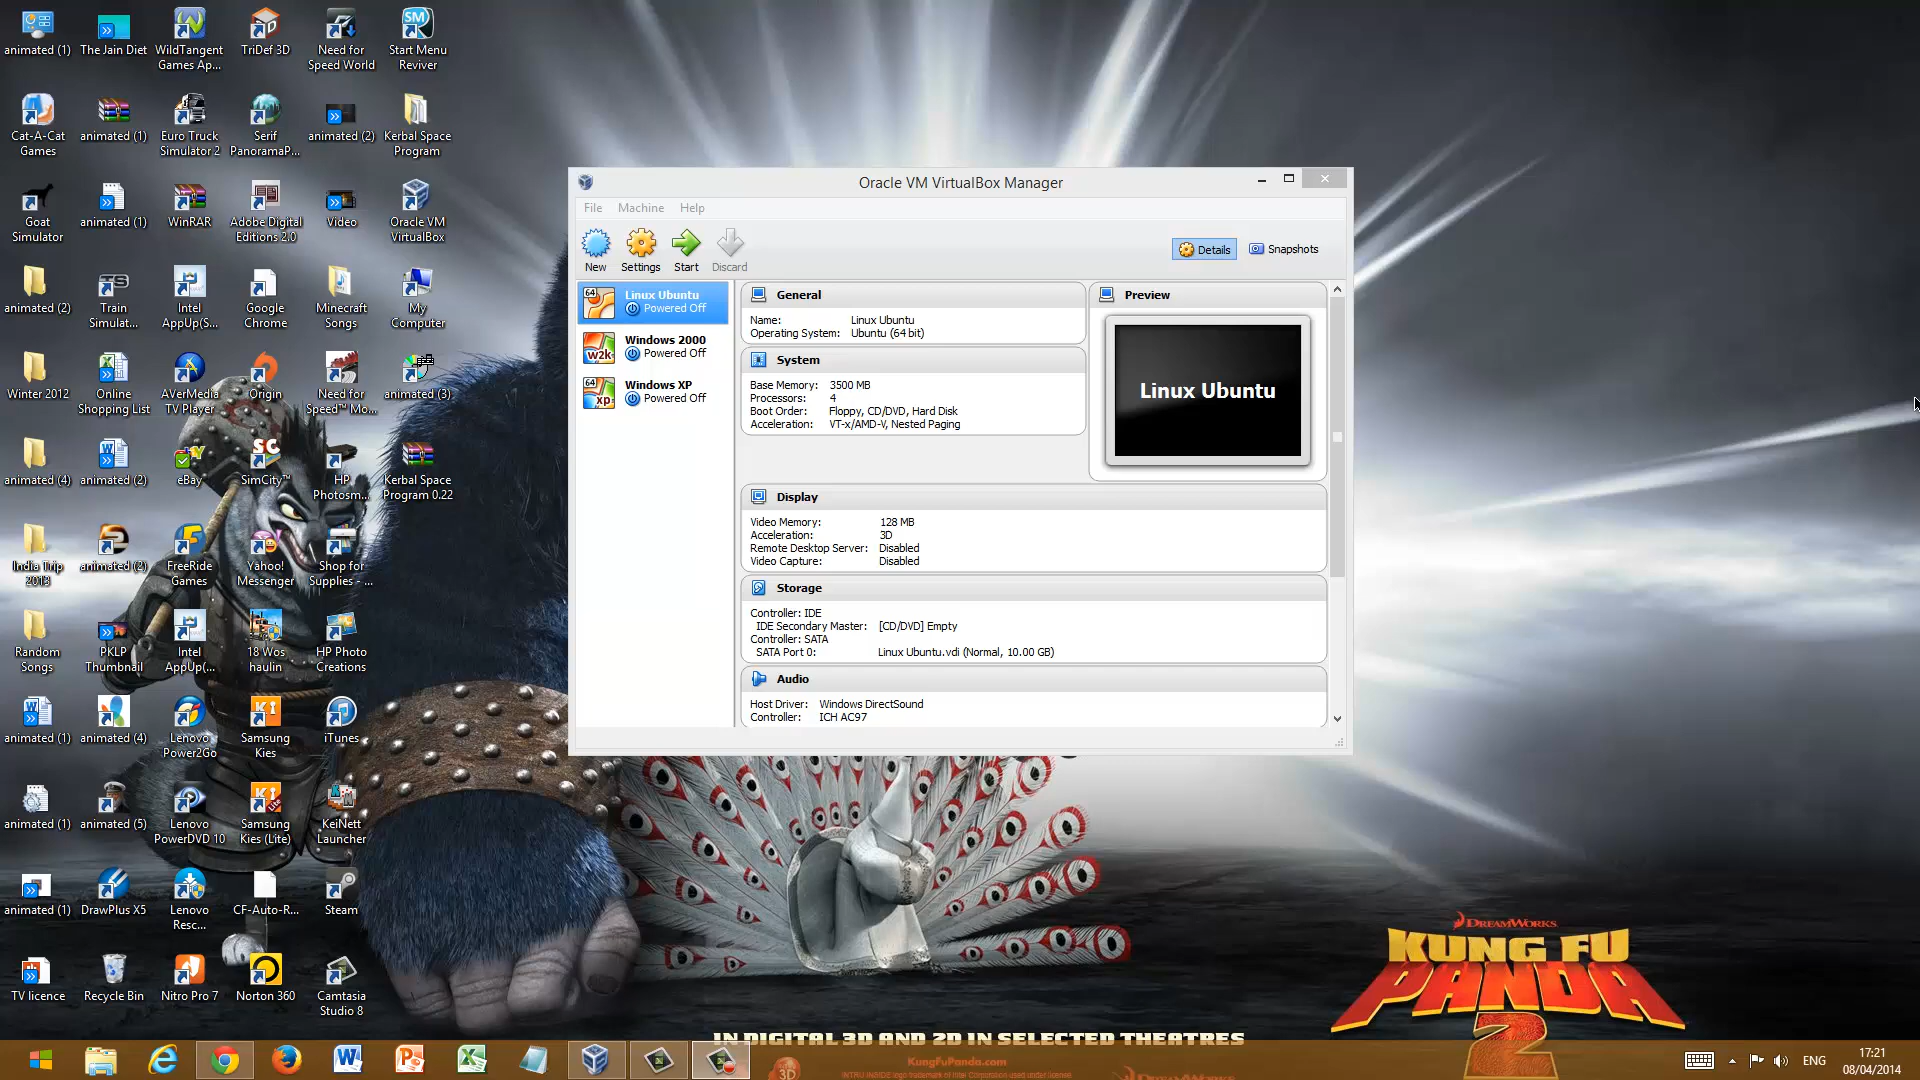 animated (1)
The Jain Diet
WildTangent
Games Ap...
TriDef 3D
Need for
Speed World
Start Menu
Reviver
Cat-A-Cat
Games
animated (1)
Euro Truck
Simulator 2
Serif
PanoramaP...
animated (2)
Kerbal Space
Program
Goat
Simulator
animated (1)
WinRAR
Adobe Digital
Editions 2.0
Video
Oracle VM
VirtualBox
animated (2)
Train
Simulat...
Intel
AppUp(S...
Google
Chrome
Minecraft
Songs
My
Computer
Winter 2012
Online
Shopping List
AVerMedia
TV Player
Origin
Need for
Speed™ Mo...
animated (3)
animated (4)
animated (2)
eBay
SimCity™
HP
Photosm...
Kerbal Space
Program 0.22
India Trip
2013
animated (2)
FreeRide
Games
Yahoo!
Messenger
Shop for
Supplies - ...
Random
Songs
PKLP
Thumbnail
Intel
AppUp(...
18 Wos
haulin
HP Photo
Creations
animated (1)
animated (4)
Lenovo
Power2Go
Samsung
Kies
iTunes
animated (1)
animated (5)
Lenovo
PowerDVD 10
Samsung
Kies (Lite)
KeiNett
Launcher
animated (1)
DrawPlus X5
Lenovo
Resc...
CF-Auto-R...
Steam
TV licence
Recycle Bin
Nitro Pro 7
Norton 360
Camtasia
Studio 8
Oracle VM VirtualBox Manager
File Machine Help
New Settings Start Discard
Details Snapshots
64 Linux Ubuntu
Powered Off
w2k Windows 2000
Powered Off
64 xp Windows XP
Powered Off
General
Name: Linux Ubuntu
Operating System: Ubuntu (64 bit)
System
Base Memory: 3500 MB
Processors: 4
Boot Order: Floppy, CD/DVD, Hard Disk
Acceleration: VT-x/AMD-V, Nested Paging
Preview
Linux Ubuntu
Display
Video Memory: 128 MB
Acceleration: 3D
Remote Desktop Server: Disabled
Video Capture: Disabled
Storage
Controller: IDE
IDE Secondary Master: [CD/DVD] Empty
Controller: SATA
SATA Port 0: Linux Ubuntu.vdi (Normal, 10.00 GB)
Audio
Host Driver: Windows DirectSound
Controller: ICH AC97
DREAMWORKS
KUNG FU
PANDA
2
IN DIGITAL 3D AND 2D IN SELECTED THEATRES
KungFuPanda.com
ENG
17:21
08/04/2014